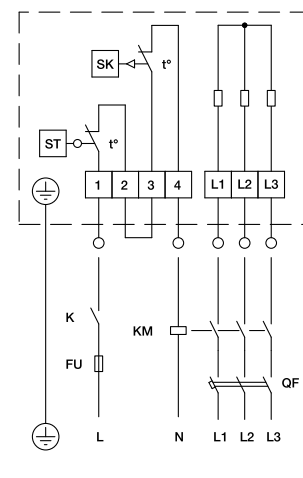 SK t°
ST t°
1 2 3 4 L1 L2 L3
K
KM
FU
QF
L N L1 L2 L3